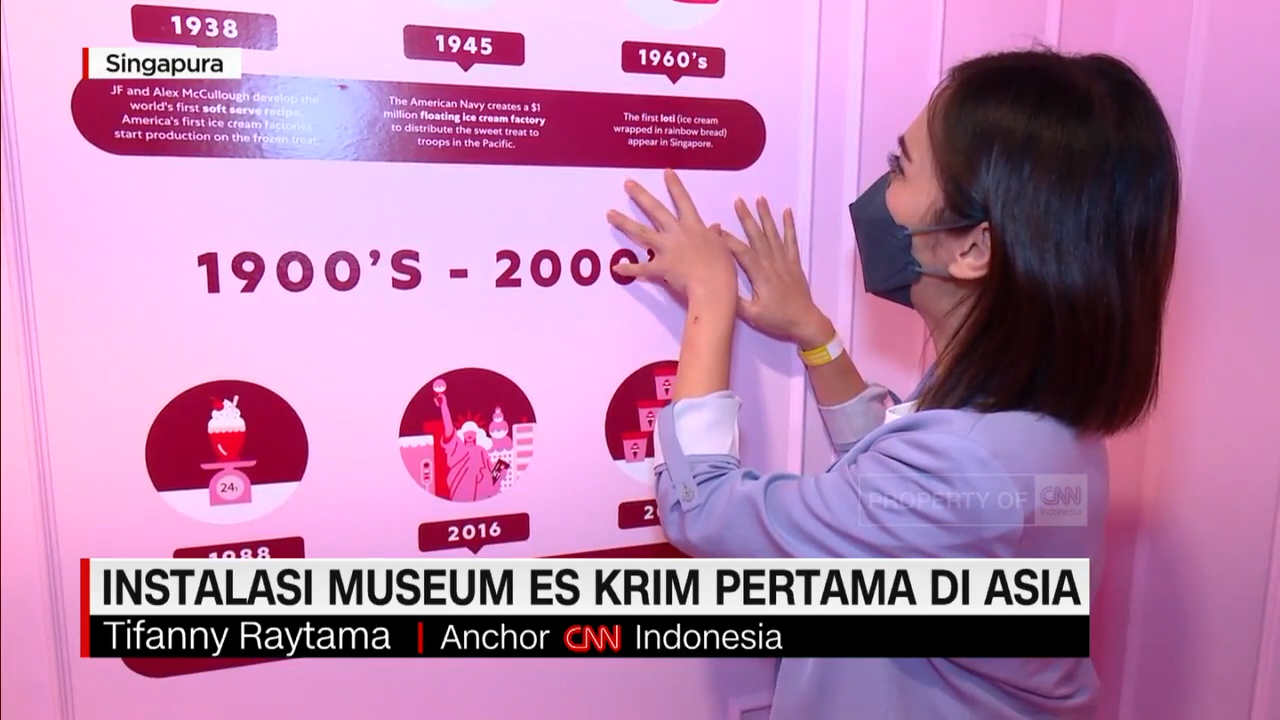 1938
1945
1960's
Singapura
JF and Alex McCullough develop the
world's first soft serve recipe.
America's first ice cream factories
start production on the frozen treat.
The American Navy creates a $1
million floating ice cream factory
to distribute the sweet treat to
troops in the Pacific.
The first loti (ice cream
wrapped in rainbow bread)
appear in Singapore.
1900'S - 2000'
24t
2016
2
1988
PROPERTY OF CNN
Indonesia
INSTALASI MUSEUM ES KRIM PERTAMA DI ASIA
Tifanny Raytama | Anchor CNN Indonesia